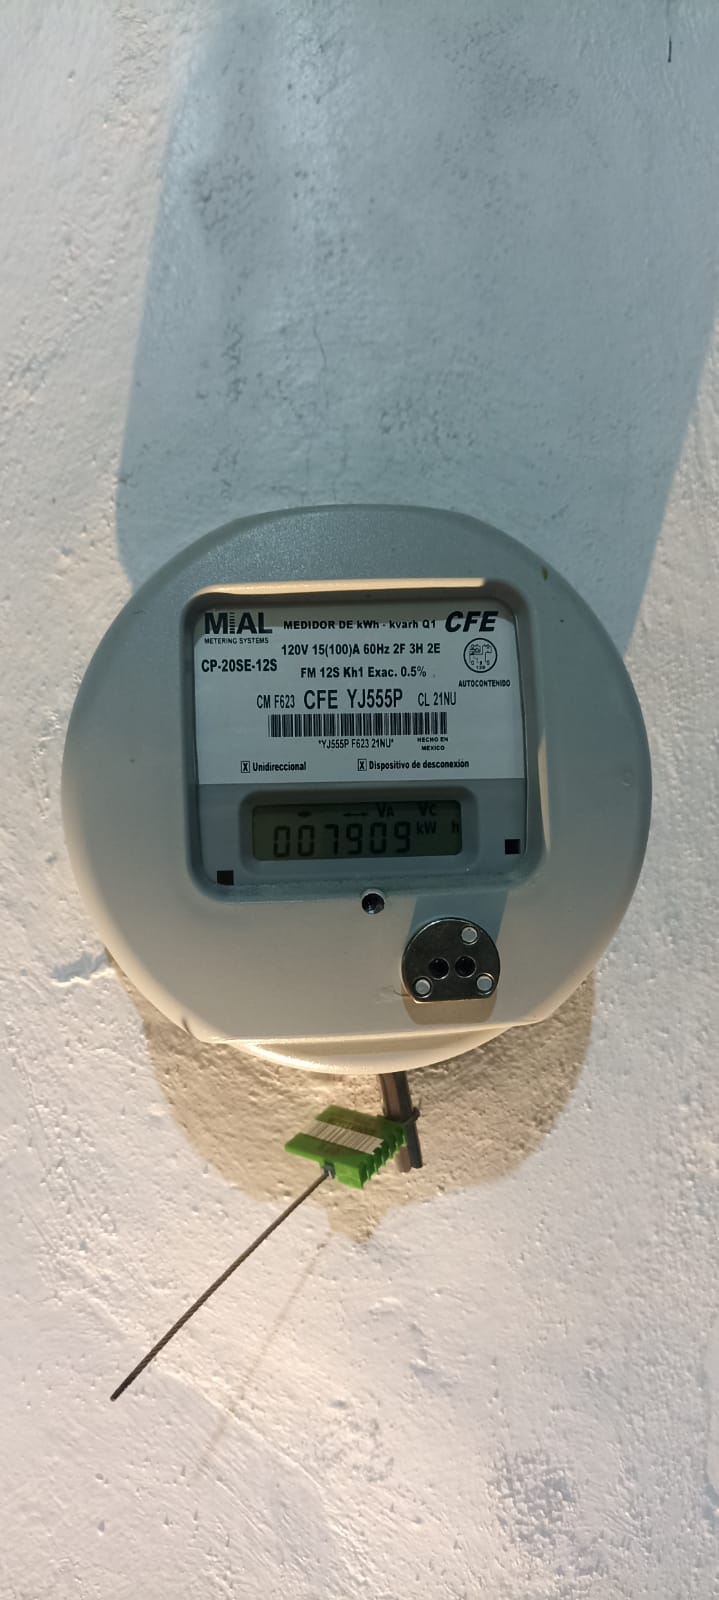 MIAL
METERING SYSTEMS
MEDIDOR DE kWh - kvarh Q1
CFE
120V 15(100)A 60Hz 2F 3H 2E
CP-20SE-12S
FM 12S Kh1 Exac. 0.5%
AUTOCONTENIDO
CM F623 CFE YJ555P CL 21NU
*YJ555P F623 21NU*
HECHO EN
MEXICO
X Unidireccional
X Dispositivo de desconexión
VA VC
007909 kW h